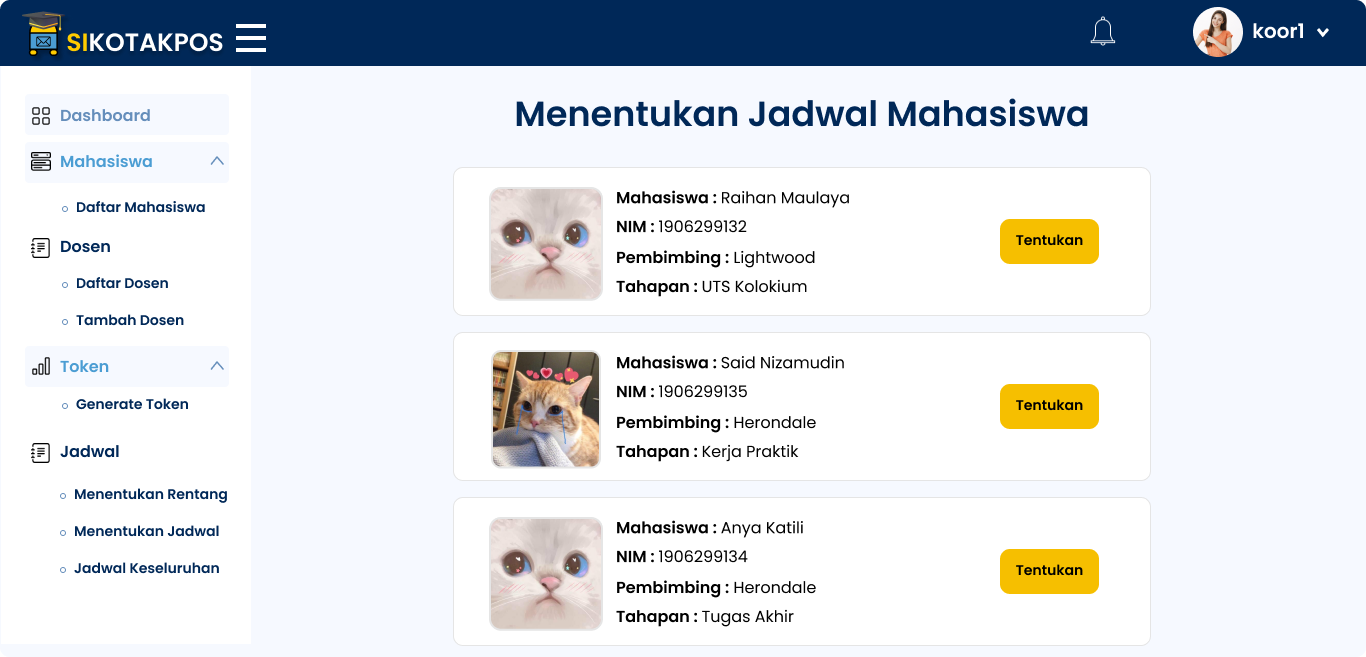 SIKOTAKPOS
koor1
Dashboard
Mahasiswa
Daftar Mahasiswa
Dosen
Daftar Dosen
Tambah Dosen
Token
Generate Token
Jadwal
Menentukan Rentang
Menentukan Jadwal
Jadwal Keseluruhan
Menentukan Jadwal Mahasiswa
Mahasiswa : Raihan Maulaya
NIM : 1906299132
Pembimbing : Lightwood
Tahapan : UTS Kolokium
Tentukan
Mahasiswa : Said Nizamudin
NIM : 1906299135
Pembimbing : Herondale
Tahapan : Kerja Praktik
Tentukan
Mahasiswa : Anya Katili
NIM : 1906299134
Pembimbing : Herondale
Tahapan : Tugas Akhir
Tentukan